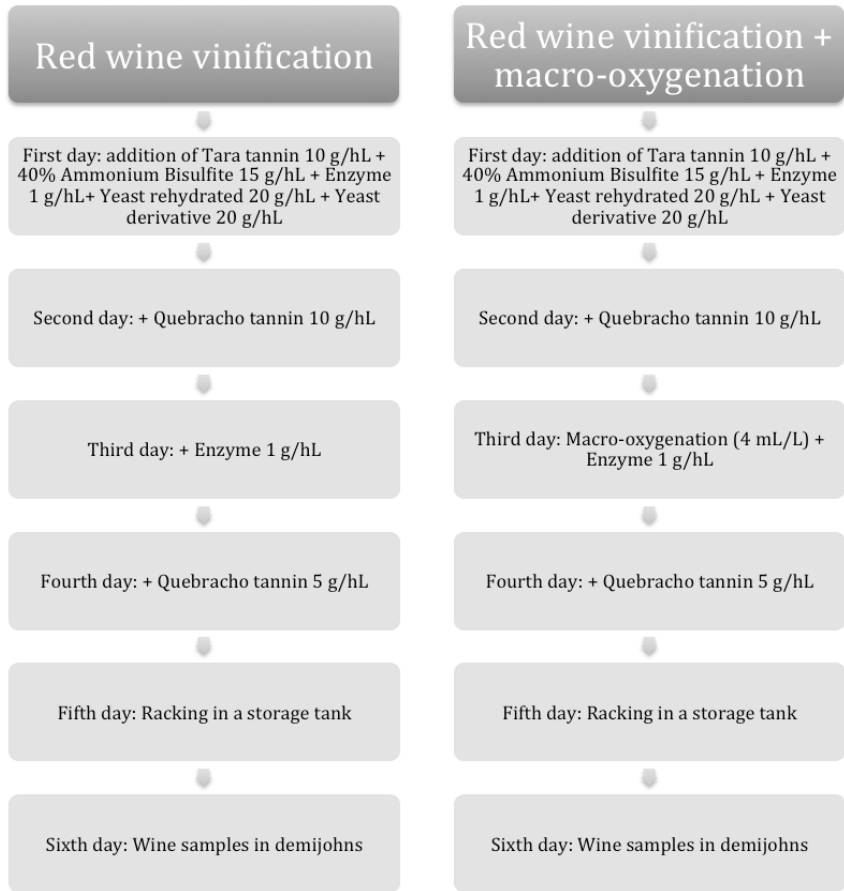 Red wine vinification
First day: addition of Tara tannin 10 g/hL +
40% Ammonium Bisulfite 15 g/hL + Enzyme
1 g/hL+ Yeast rehydrated 20 g/hL + Yeast
derivative 20 g/hL
Second day: + Quebracho tannin 10 g/hL
Third day: + Enzyme 1 g/hL
Fourth day: + Quebracho tannin 5 g/hL
Fifth day: Racking in a storage tank
Sixth day: Wine samples in demijohns
Red wine vinification +
macro-oxygenation
First day: addition of Tara tannin 10 g/hL +
40% Ammonium Bisulfite 15 g/hL + Enzyme
1 g/hL+ Yeast rehydrated 20 g/hL + Yeast
derivative 20 g/hL
Second day: + Quebracho tannin 10 g/hL
Third day: Macro-oxygenation (4 mL/L) +
Enzyme 1 g/hL
Fourth day: + Quebracho tannin 5 g/hL
Fifth day: Racking in a storage tank
Sixth day: Wine samples in demijohns